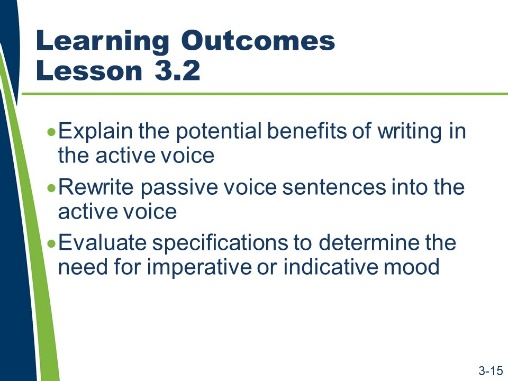 Learning Outcomes
Lesson 3.2
•Explain the potential benefits of writing in
the active voice
•Rewrite passive voice sentences into the
active voice
•Evaluate specifications to determine the
need for imperative or indicative mood
3-15